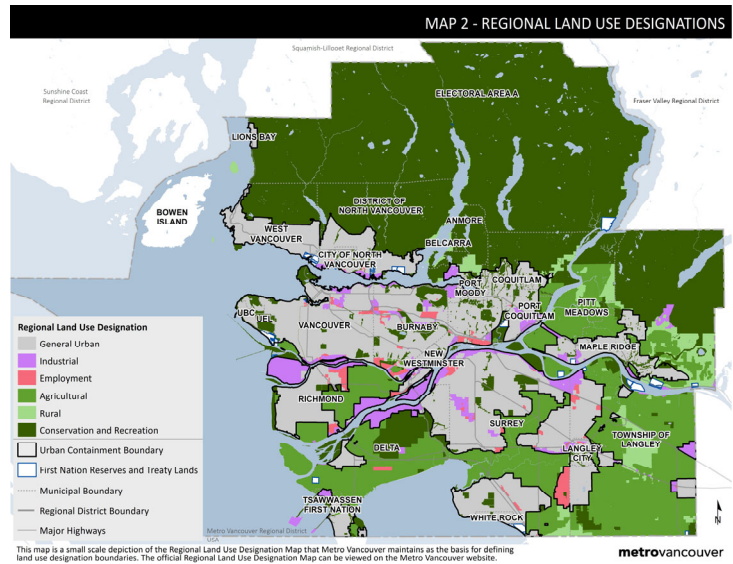 MAP 2 - REGIONAL LAND USE DESIGNATIONS
Squamish-Lillooet Regional District
Sunshine Coast
Regional District
ELECTORAL AREA A
Fraser Valley Regional District
LIONS BAY
BOWEN
ISLAND
DISTRICT OF
NORTH VANCOUVER
WEST
VANCOUVER
ANMORE
BELCARRA
CITY OF NORTH
VANCOUVER
PORT
MOODY
COQUITLAM
PORT
COQUITLAM
PITT
MEADOWS
UBC
UEL
VANCOUVER
BURNABY
NEW
WESTMINSTER
MAPLE RIDGE
RICHMOND
SURREY
DELTA
LANGLEY
CITY
TOWNSHIP OF
LANGLEY
TSAWWASSEN
FIRST NATION
WHITE ROCK
Regional Land Use Designation
General Urban
Industrial
Employment
Agricultural
Rural
Conservation and Recreation
Urban Containment Boundary
First Nation Reserves and Treaty Lands
Municipal Boundary
Regional District Boundary
Major Highways
Metro Vancouver Regional District
USA
N
This map is a small scale depiction of the Regional Land Use Designation Map that Metro Vancouver maintains as the basis for defining
land use designation boundaries. The official Regional Land Use Designation Map can be viewed on the Metro Vancouver website.
metrovancouver